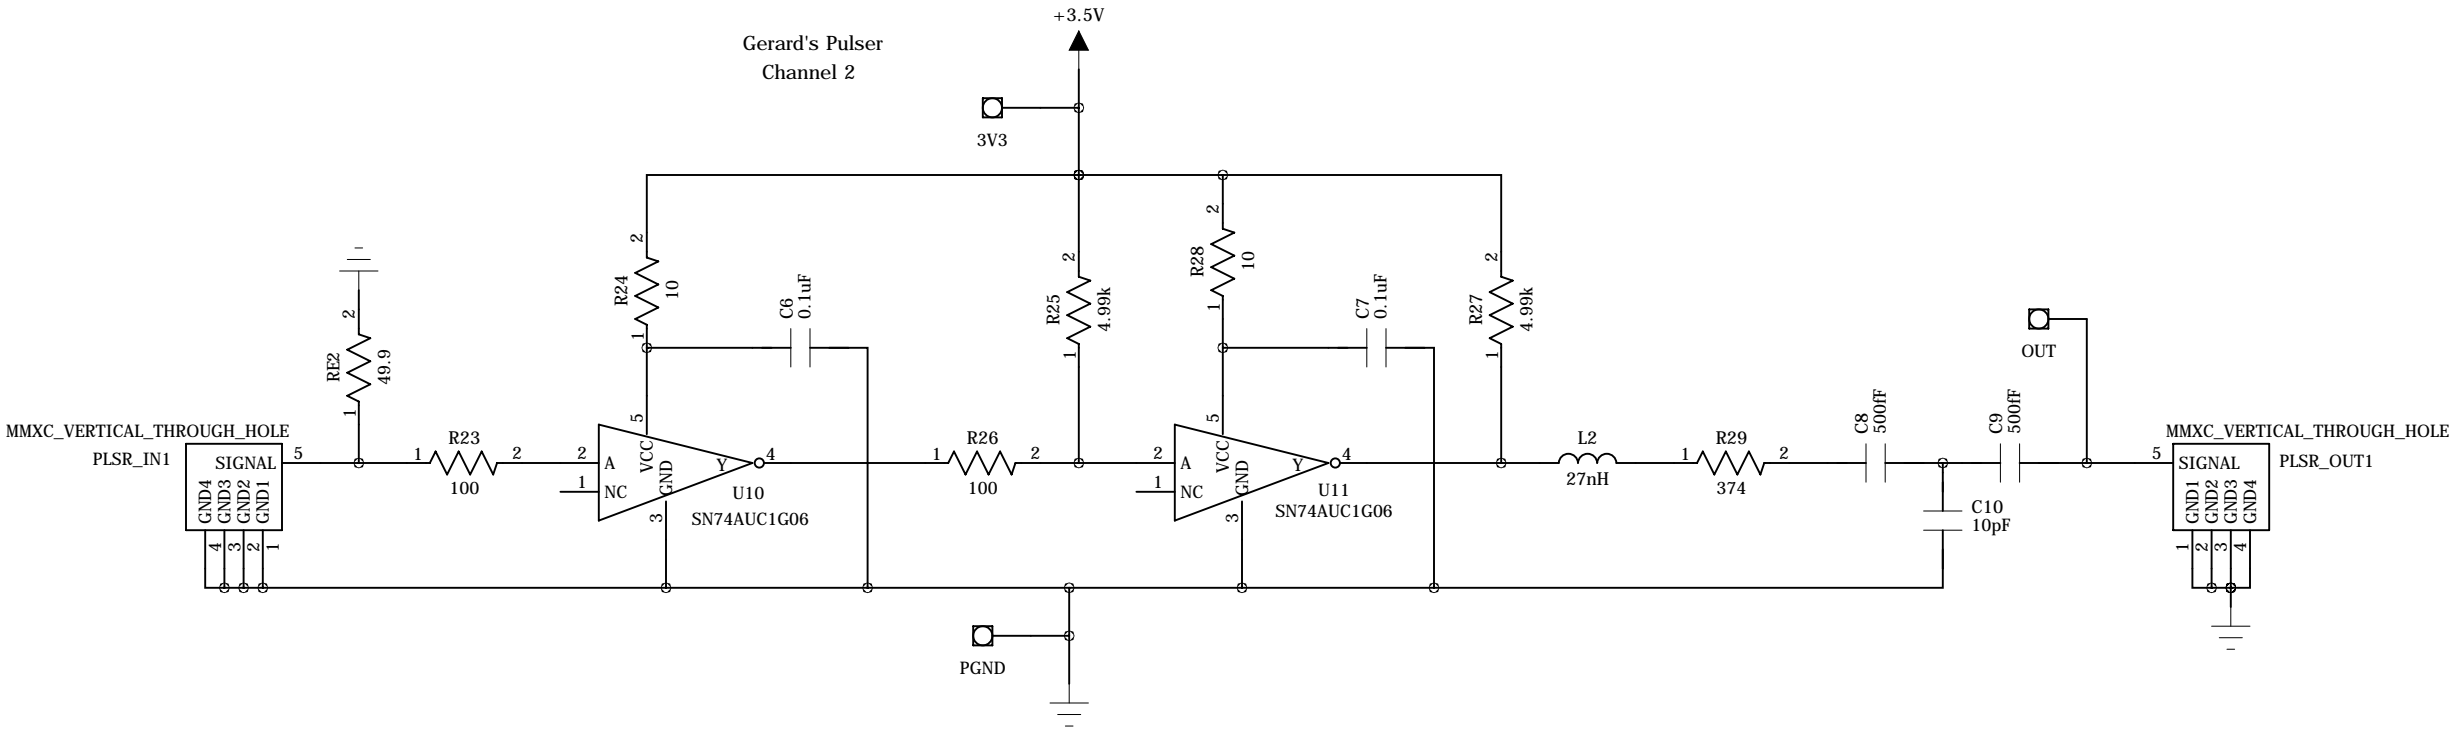 +3.5V
Gerard's Pulser
Channel 2
3V3
2
R24
10
1
C6
0.1uF
2
R25
4.99k
1
2
R28
10
1
C7
0.1uF
2
R27
4.99k
1
2
RE2
49.9
1
OUT
MMXC_VERTICAL_THROUGH_HOLE
PLSR_IN1
SIGNAL
5
GND4
GND3
GND2
GND1
4
3
2
1
R23
1
2
100
2
A
1
NC
5
VCC
GND
3
Y
4
U10
SN74AUC1G06
R26
1
2
100
2
A
1
NC
5
VCC
GND
3
Y
4
U11
SN74AUC1G06
L2
27nH
R29
1
2
374
C8
500fF
C9
500fF
C10
10pF
MMXC_VERTICAL_THROUGH_HOLE
5
SIGNAL
PLSR_OUT1
GND1
GND2
GND3
GND4
1
2
3
4
PGND